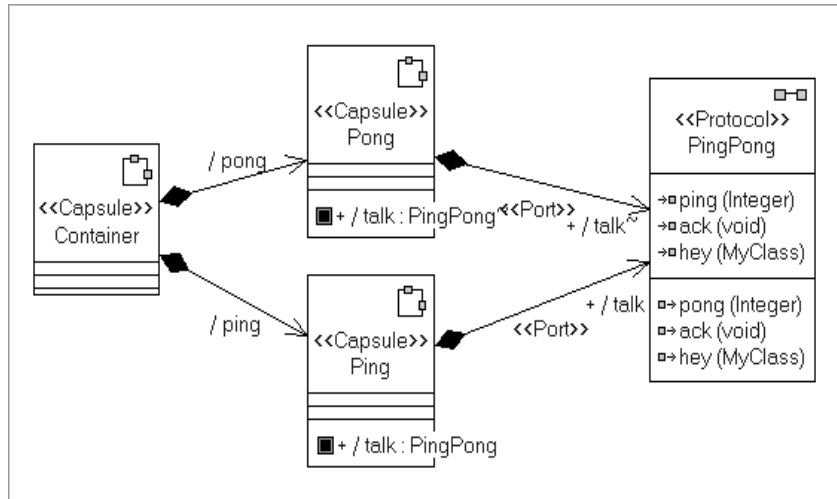 <<Capsule>>
Container
/ pong
/ ping
<<Capsule>>
Pong
+ / talk : PingPong~
<<Port>>
+ / talk~
<<Capsule>>
Ping
+ / talk : PingPong
<<Port>>
+ / talk
<<Protocol>>
PingPong
ping (Integer)
ack (void)
hey (MyClass)
pong (Integer)
ack (void)
hey (MyClass)